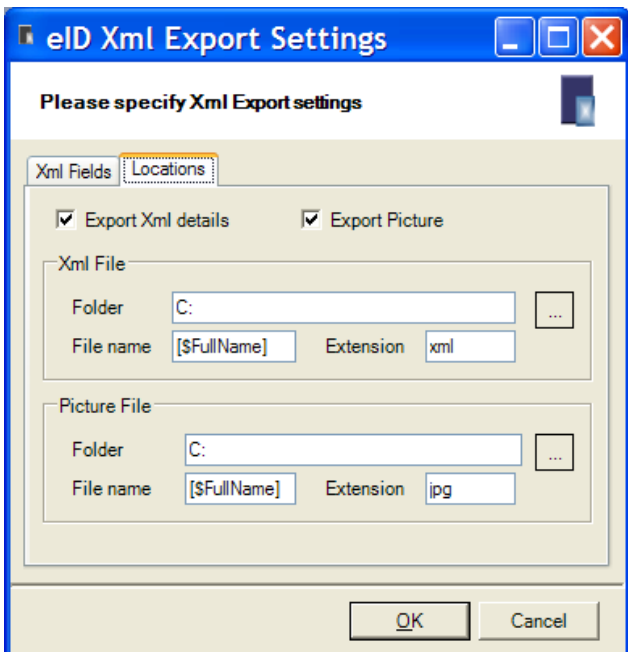 eID Xml Export Settings
Please specify Xml Export settings
Xml Fields Locations
Export Xml details Export Picture
Xml File
Folder C: ...
File name [$FullName] Extension xml
Picture File
Folder C: ...
File name [$FullName] Extension jpg
OK Cancel